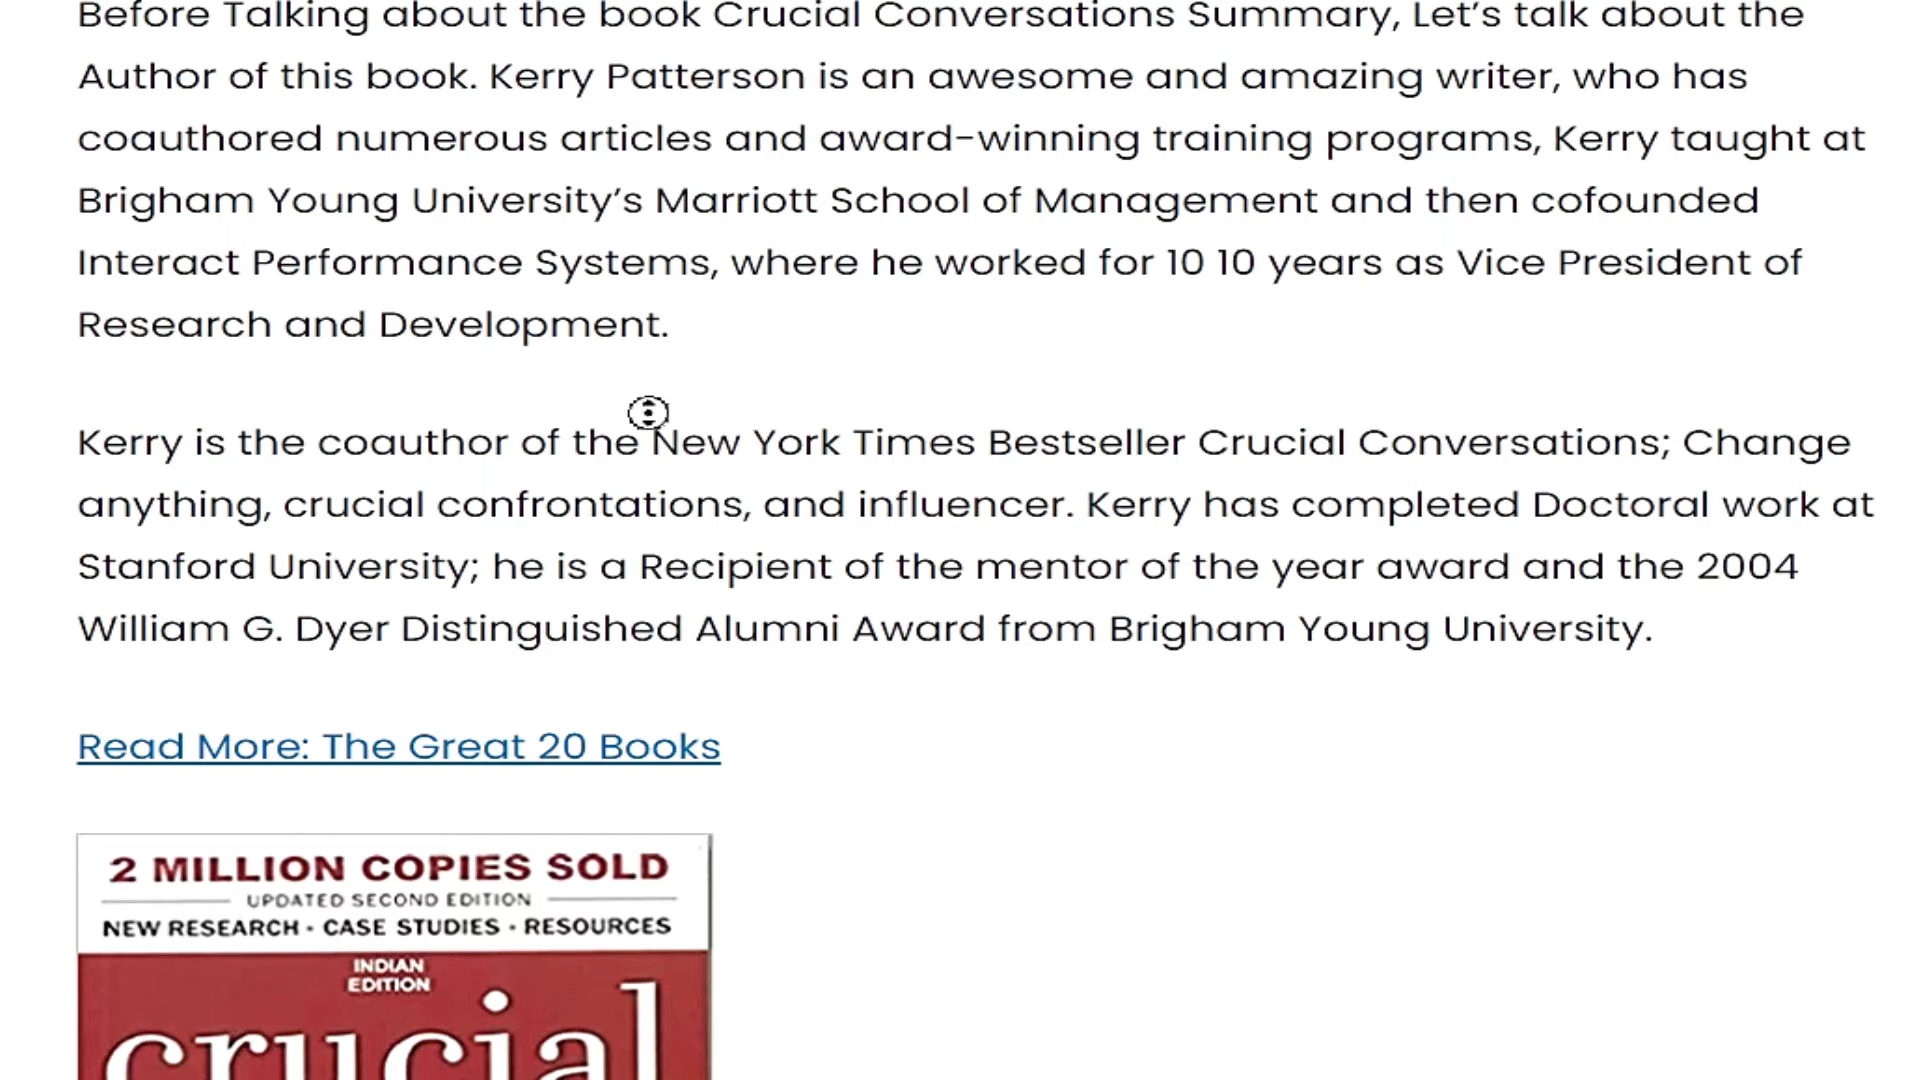 Before Talking about the book Crucial Conversations Summary, Let’s talk about the
Author of this book. Kerry Patterson is an awesome and amazing writer, who has
coauthored numerous articles and award-winning training programs, Kerry taught at
Brigham Young University’s Marriott School of Management and then cofounded
Interact Performance Systems, where he worked for 10 10 years as Vice President of
Research and Development.
Kerry is the coauthor of the New York Times Bestseller Crucial Conversations; Change
anything, crucial confrontations, and influencer. Kerry has completed Doctoral work at
Stanford University; he is a Recipient of the mentor of the year award and the 2004
William G. Dyer Distinguished Alumni Award from Brigham Young University.
Read More: The Great 20 Books
2 MILLION COPIES SOLD
UPDATED SECOND EDITION
NEW RESEARCH • CASE STUDIES • RESOURCES
INDIAN
EDITION
crucial